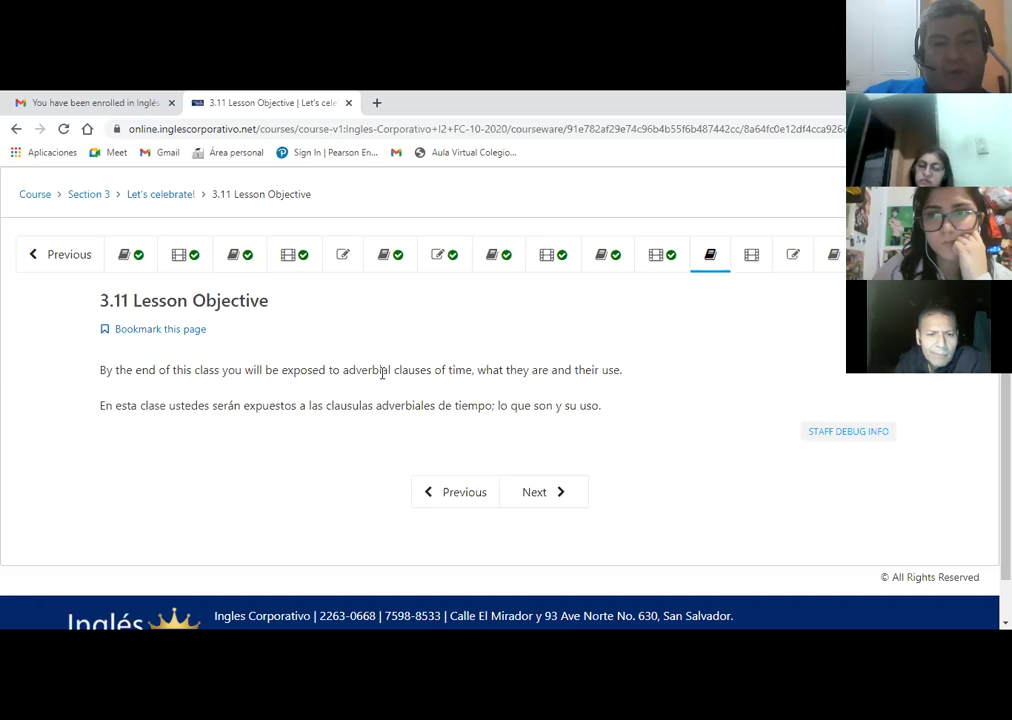 You have been enrolled in Inglés
3.11 Lesson Objective | Let's cele
online.inglescorporativo.net/courses/course-v1:Ingles-Corporativo+I2+FC-10-2020/courseware/91e782af29e74c96b4b55f6b487442cc/8a64fc0e12df4cca926c
Aplicaciones Meet Gmail Área personal Sign In | Pearson En... Aula Virtual Colegio...
Course > Section 3 > Let's celebrate! > 3.11 Lesson Objective
Previous
3.11 Lesson Objective
Bookmark this page
By the end of this class you will be exposed to adverbial clauses of time, what they are and their use.
En esta clase ustedes serán expuestos a las clausulas adverbiales de tiempo; lo que son y su uso.
STAFF DEBUG INFO
Previous Next
© All Rights Reserved
Inglés
Ingles Corporativo | 2263-0668 | 7598-8533 | Calle El Mirador y 93 Ave Norte No. 630, San Salvador.